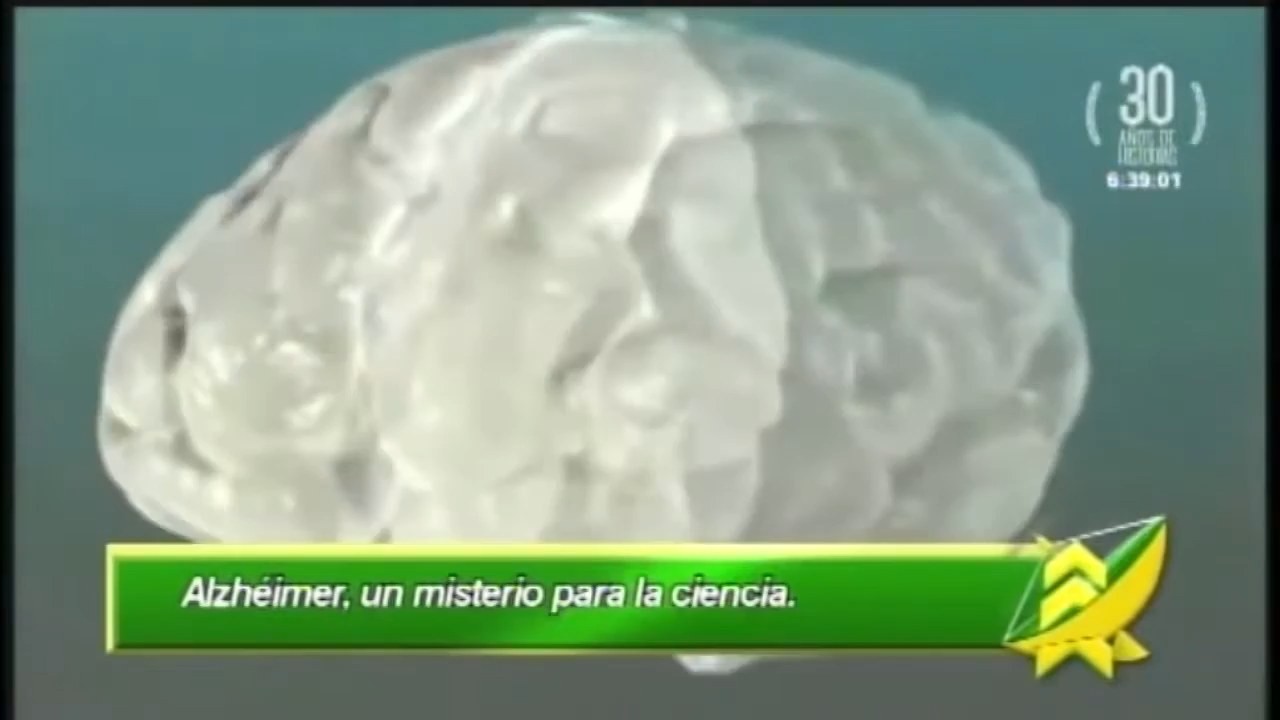 30
AÑOS DE
HISTORIAS
6:39:01
Alzhéimer, un misterio para la ciencia.